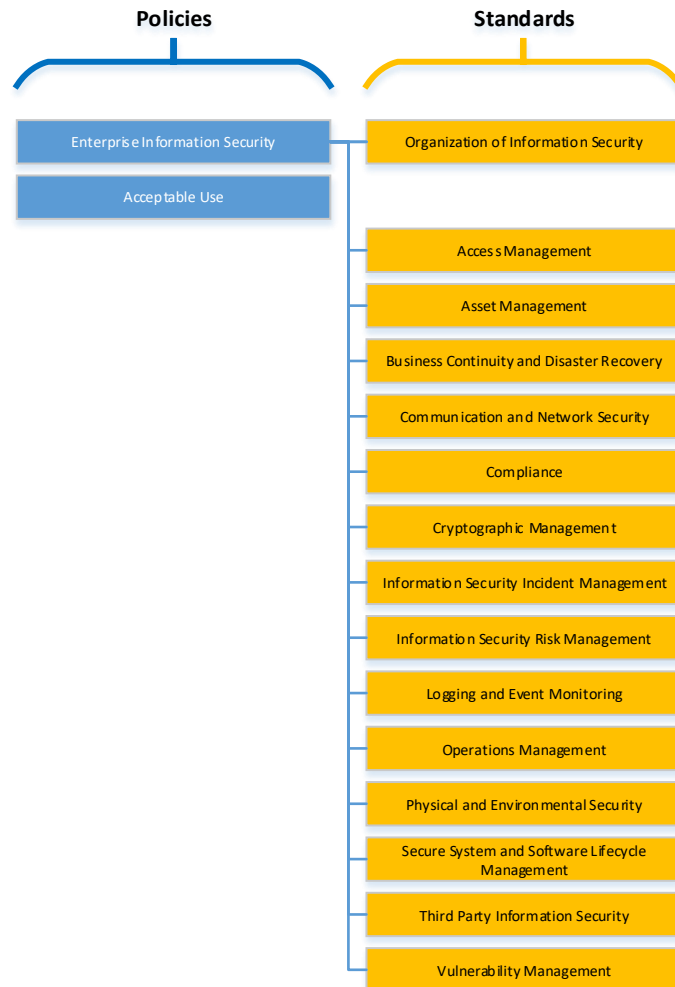 Policies
Standards
Enterprise Information Security
Organization of Information Security
Acceptable Use
Access Management
Asset Management
Business Continuity and Disaster Recovery
Communication and Network Security
Compliance
Cryptographic Management
Information Security Incident Management
Information Security Risk Management
Logging and Event Monitoring
Operations Management
Physical and Environmental Security
Secure System and Software Lifecycle
Management
Third Party Information Security
Vulnerability Management